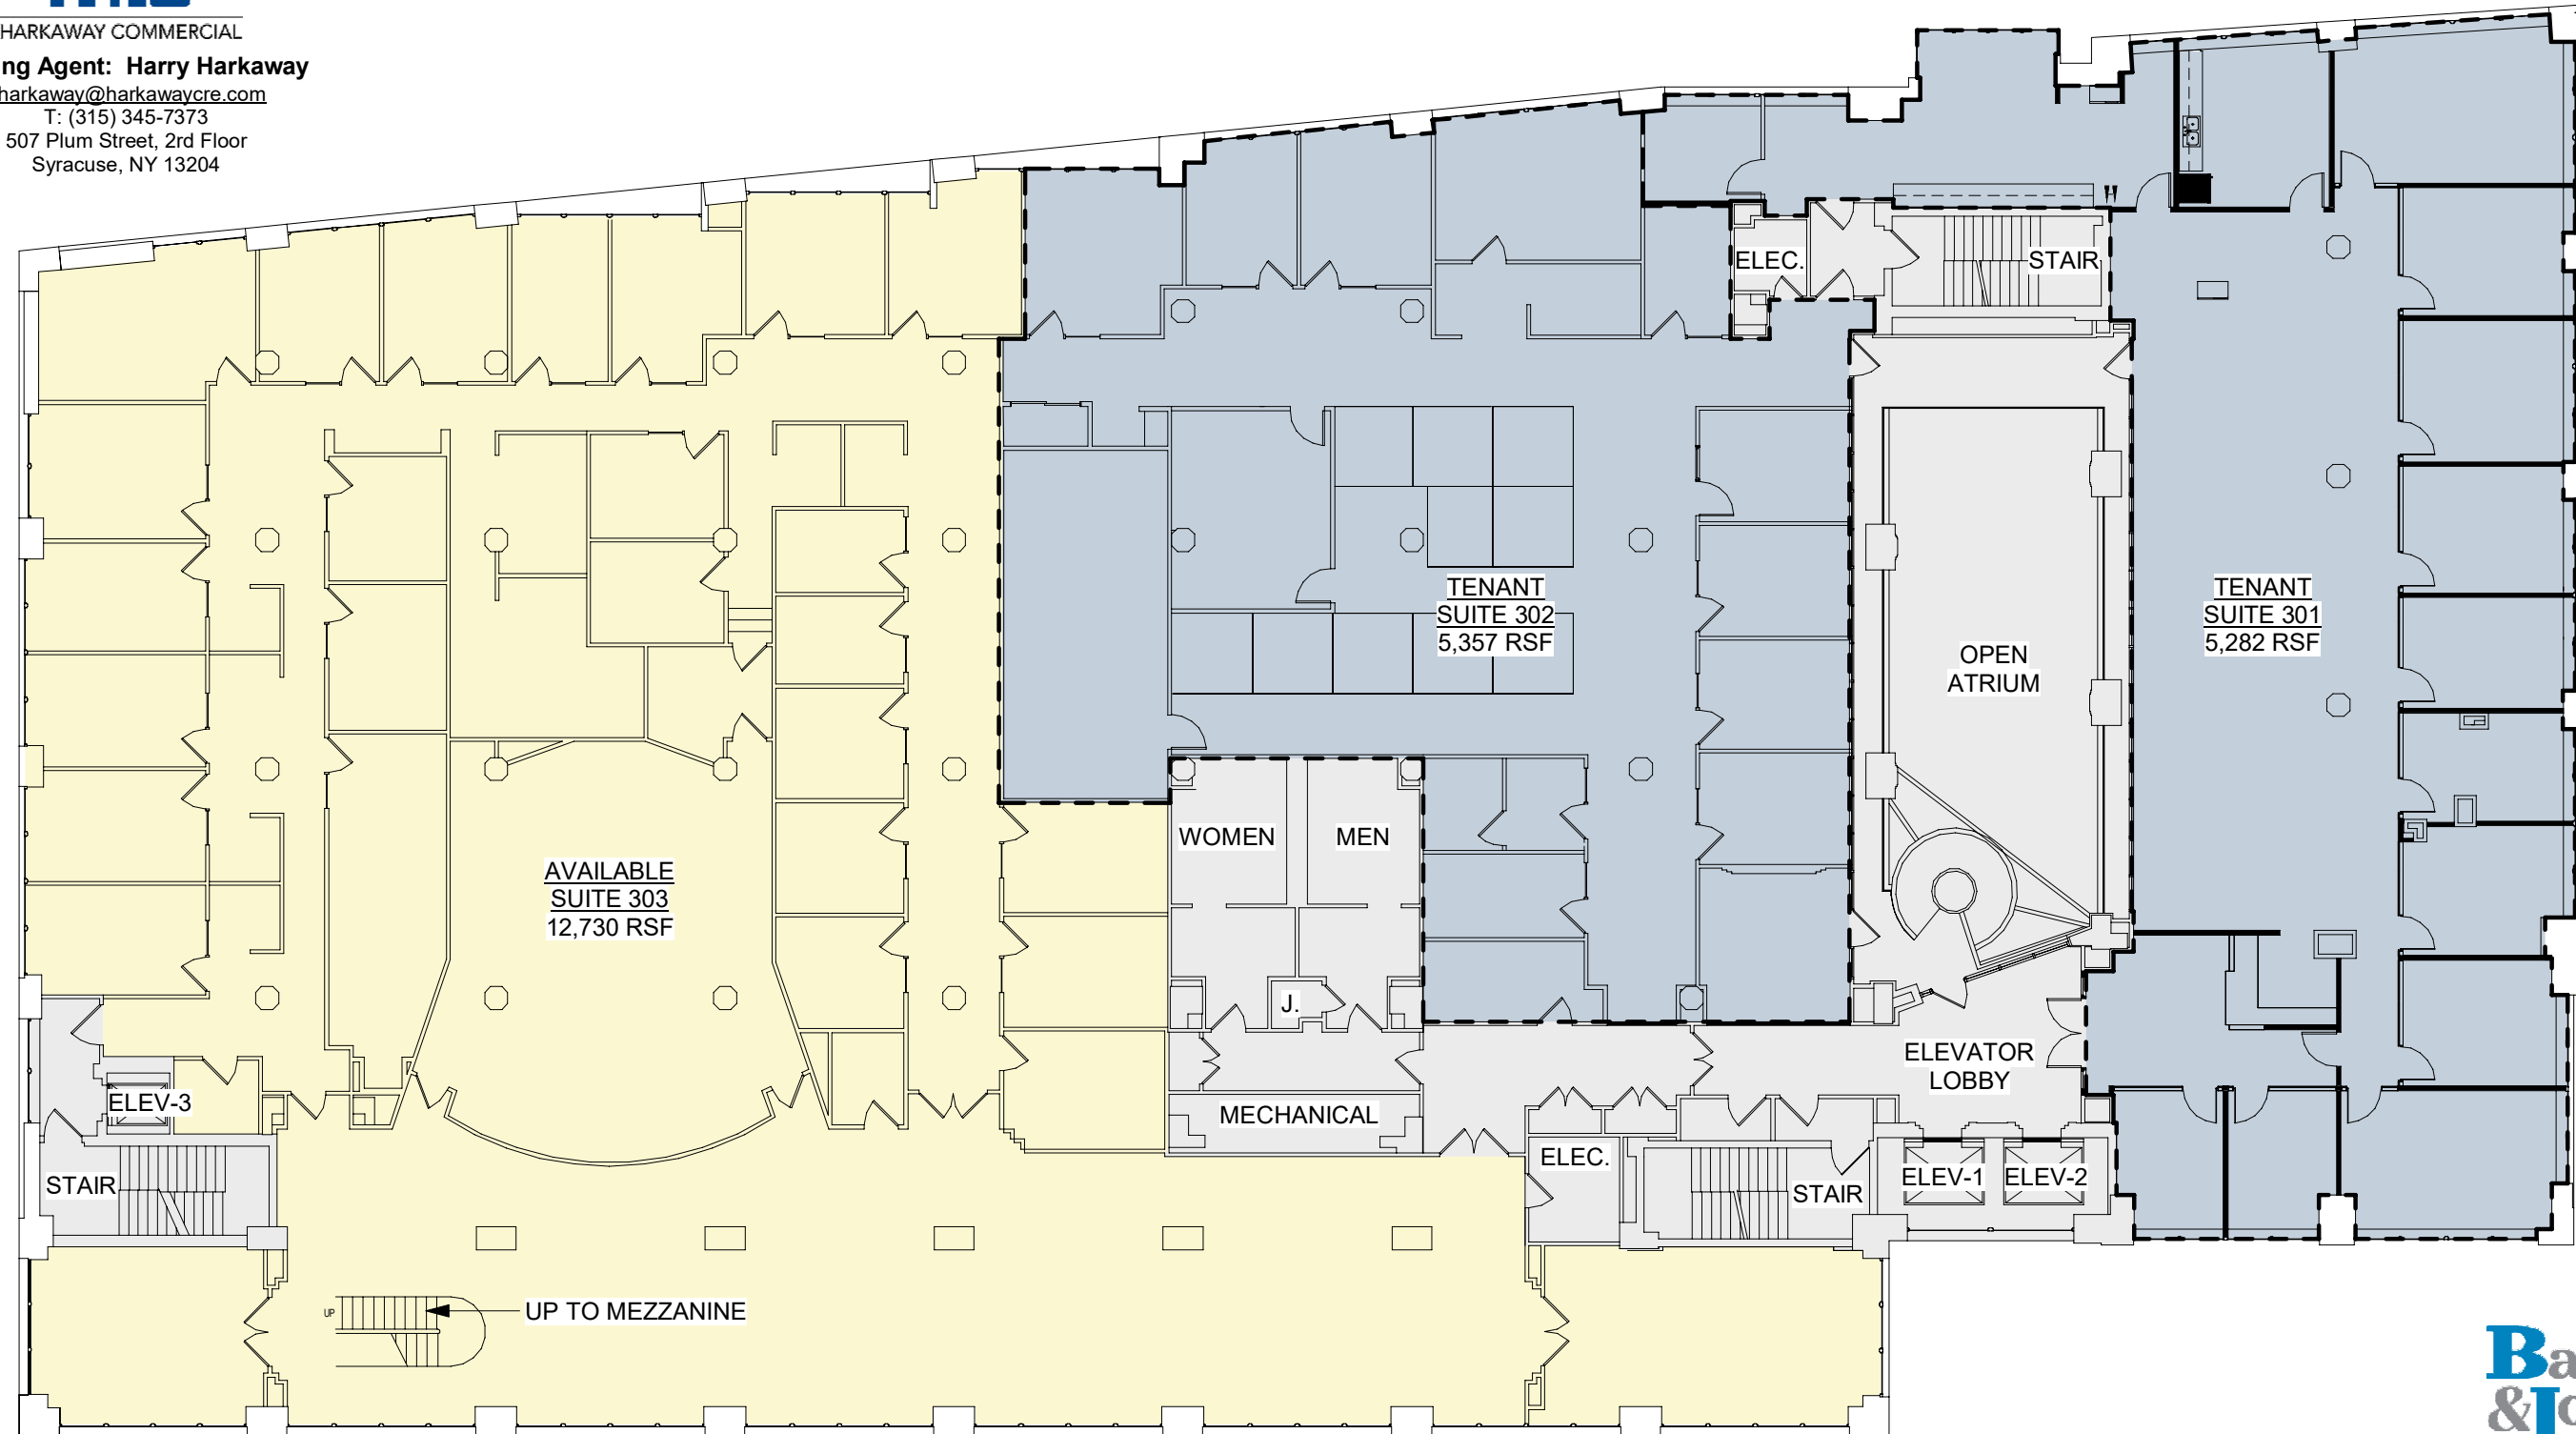 HARKAWAY COMMERCIAL
ng Agent: Harry Harkaway
harkaway@harkawaycre.com
T: (315) 345-7373
507 Plum Street, 2rd Floor
Syracuse, NY 13204
ELEC.
STAIR
TENANT
SUITE 302
5,357 RSF
TENANT
SUITE 301
5,282 RSF
OPEN
ATRIUM
WOMEN
MEN
AVAILABLE
SUITE 303
12,730 RSF
J.
ELEVATOR
LOBBY
ELEV-3
MECHANICAL
ELEC.
STAIR
STAIR
ELEV-1
ELEV-2
UP
UP TO MEZZANINE
Ba
&Jo